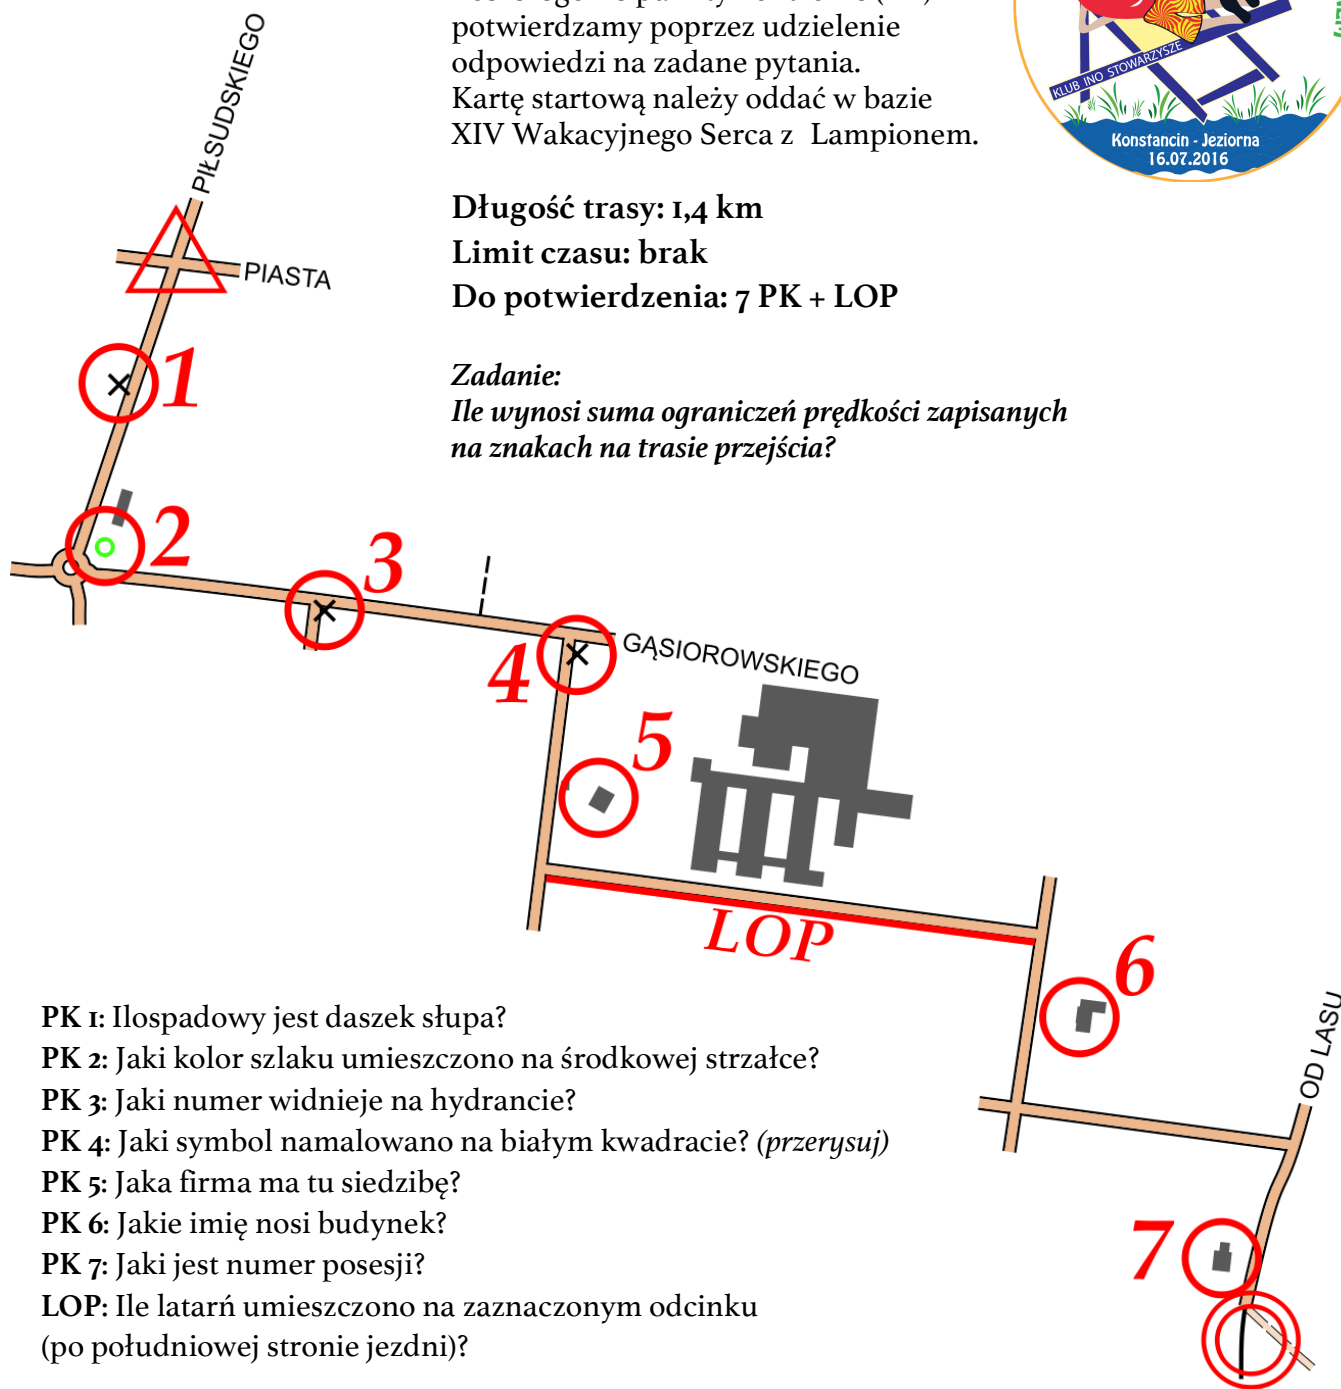 potwierdzamy poprzez udzielenie
odpowiedzi na zadane pytania.
Kartę startową należy oddać w bazie
XIV Wakacyjnego Serca z Lampionem.
KLUB INO STOWARZYSZE
Konstancin - Jeziorna
16.07.2016
Długość trasy: 1,4 km
Limit czasu: brak
Do potwierdzenia: 7 PK + LOP
Zadanie:
Ile wynosi suma ograniczeń prędkości zapisanych
na znakach na trasie przejścia?
PIŁSUDSKIEGO
PIASTA
1
2
3
4
GĄSIOROWSKIEGO
5
LOP
6
OD LASU
7
PK 1: Ilospadowy jest daszek słupa?
PK 2: Jaki kolor szlaku umieszczono na środkowej strzałce?
PK 3: Jaki numer widnieje na hydrancie?
PK 4: Jaki symbol namalowano na białym kwadracie? (przerysuj)
PK 5: Jaka firma ma tu siedzibę?
PK 6: Jakie imię nosi budynek?
PK 7: Jaki jest numer posesji?
LOP: Ile latarń umieszczono na zaznaczonym odcinku
(po południowej stronie jezdni)?